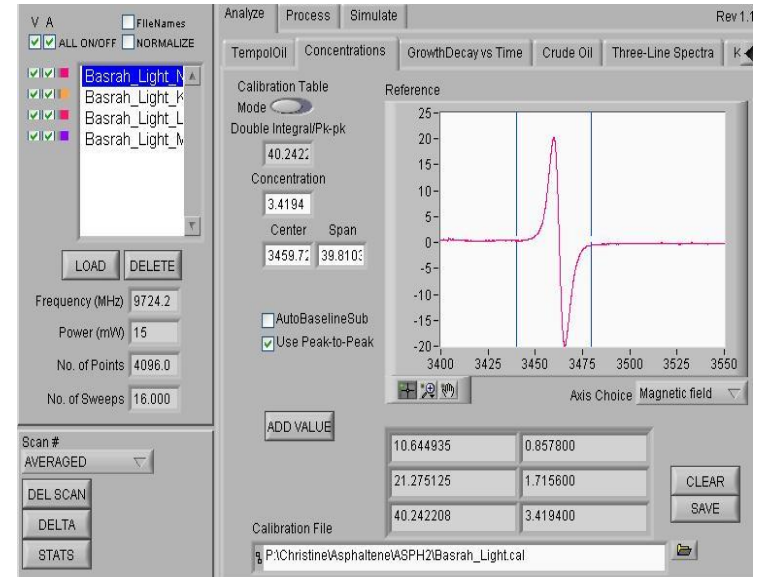 V A
FIleNames
ALL ON/OFF
NORMALIZE
Basrah_Light_N
Basrah_Light_K
Basrah_Light_L
Basrah_Light_M
LOAD
DELETE
Frequency (MHz) 9724.2
Power (mW) 15
No. of Points 4096.0
No. of Sweeps 16.000
Scan #
AVERAGED
DEL SCAN
DELTA
STATS
Analyze Process Simulate
Rev 1.1
TempolOil Concentrations GrowthDecay vs Time Crude Oil Three-Line Spectra K
Calibration Table
Mode
Double Integral/Pk-pk
40.2422
Concentration
3.4194
Center Span
3459.72 39.8103
AutoBaselineSub
Use Peak-to-Peak
ADD VALUE
Reference
25
20
15
10
5
0
-5
-10
-15
-20
3400 3425 3450 3475 3500 3525 3550
Axis Choice Magnetic field
10.644935 0.857800
21.275125 1.715600
40.242208 3.419400
CLEAR
SAVE
Calibration File
P:\Christine\Asphaltene\ASPH2\Basrah_Light.cal